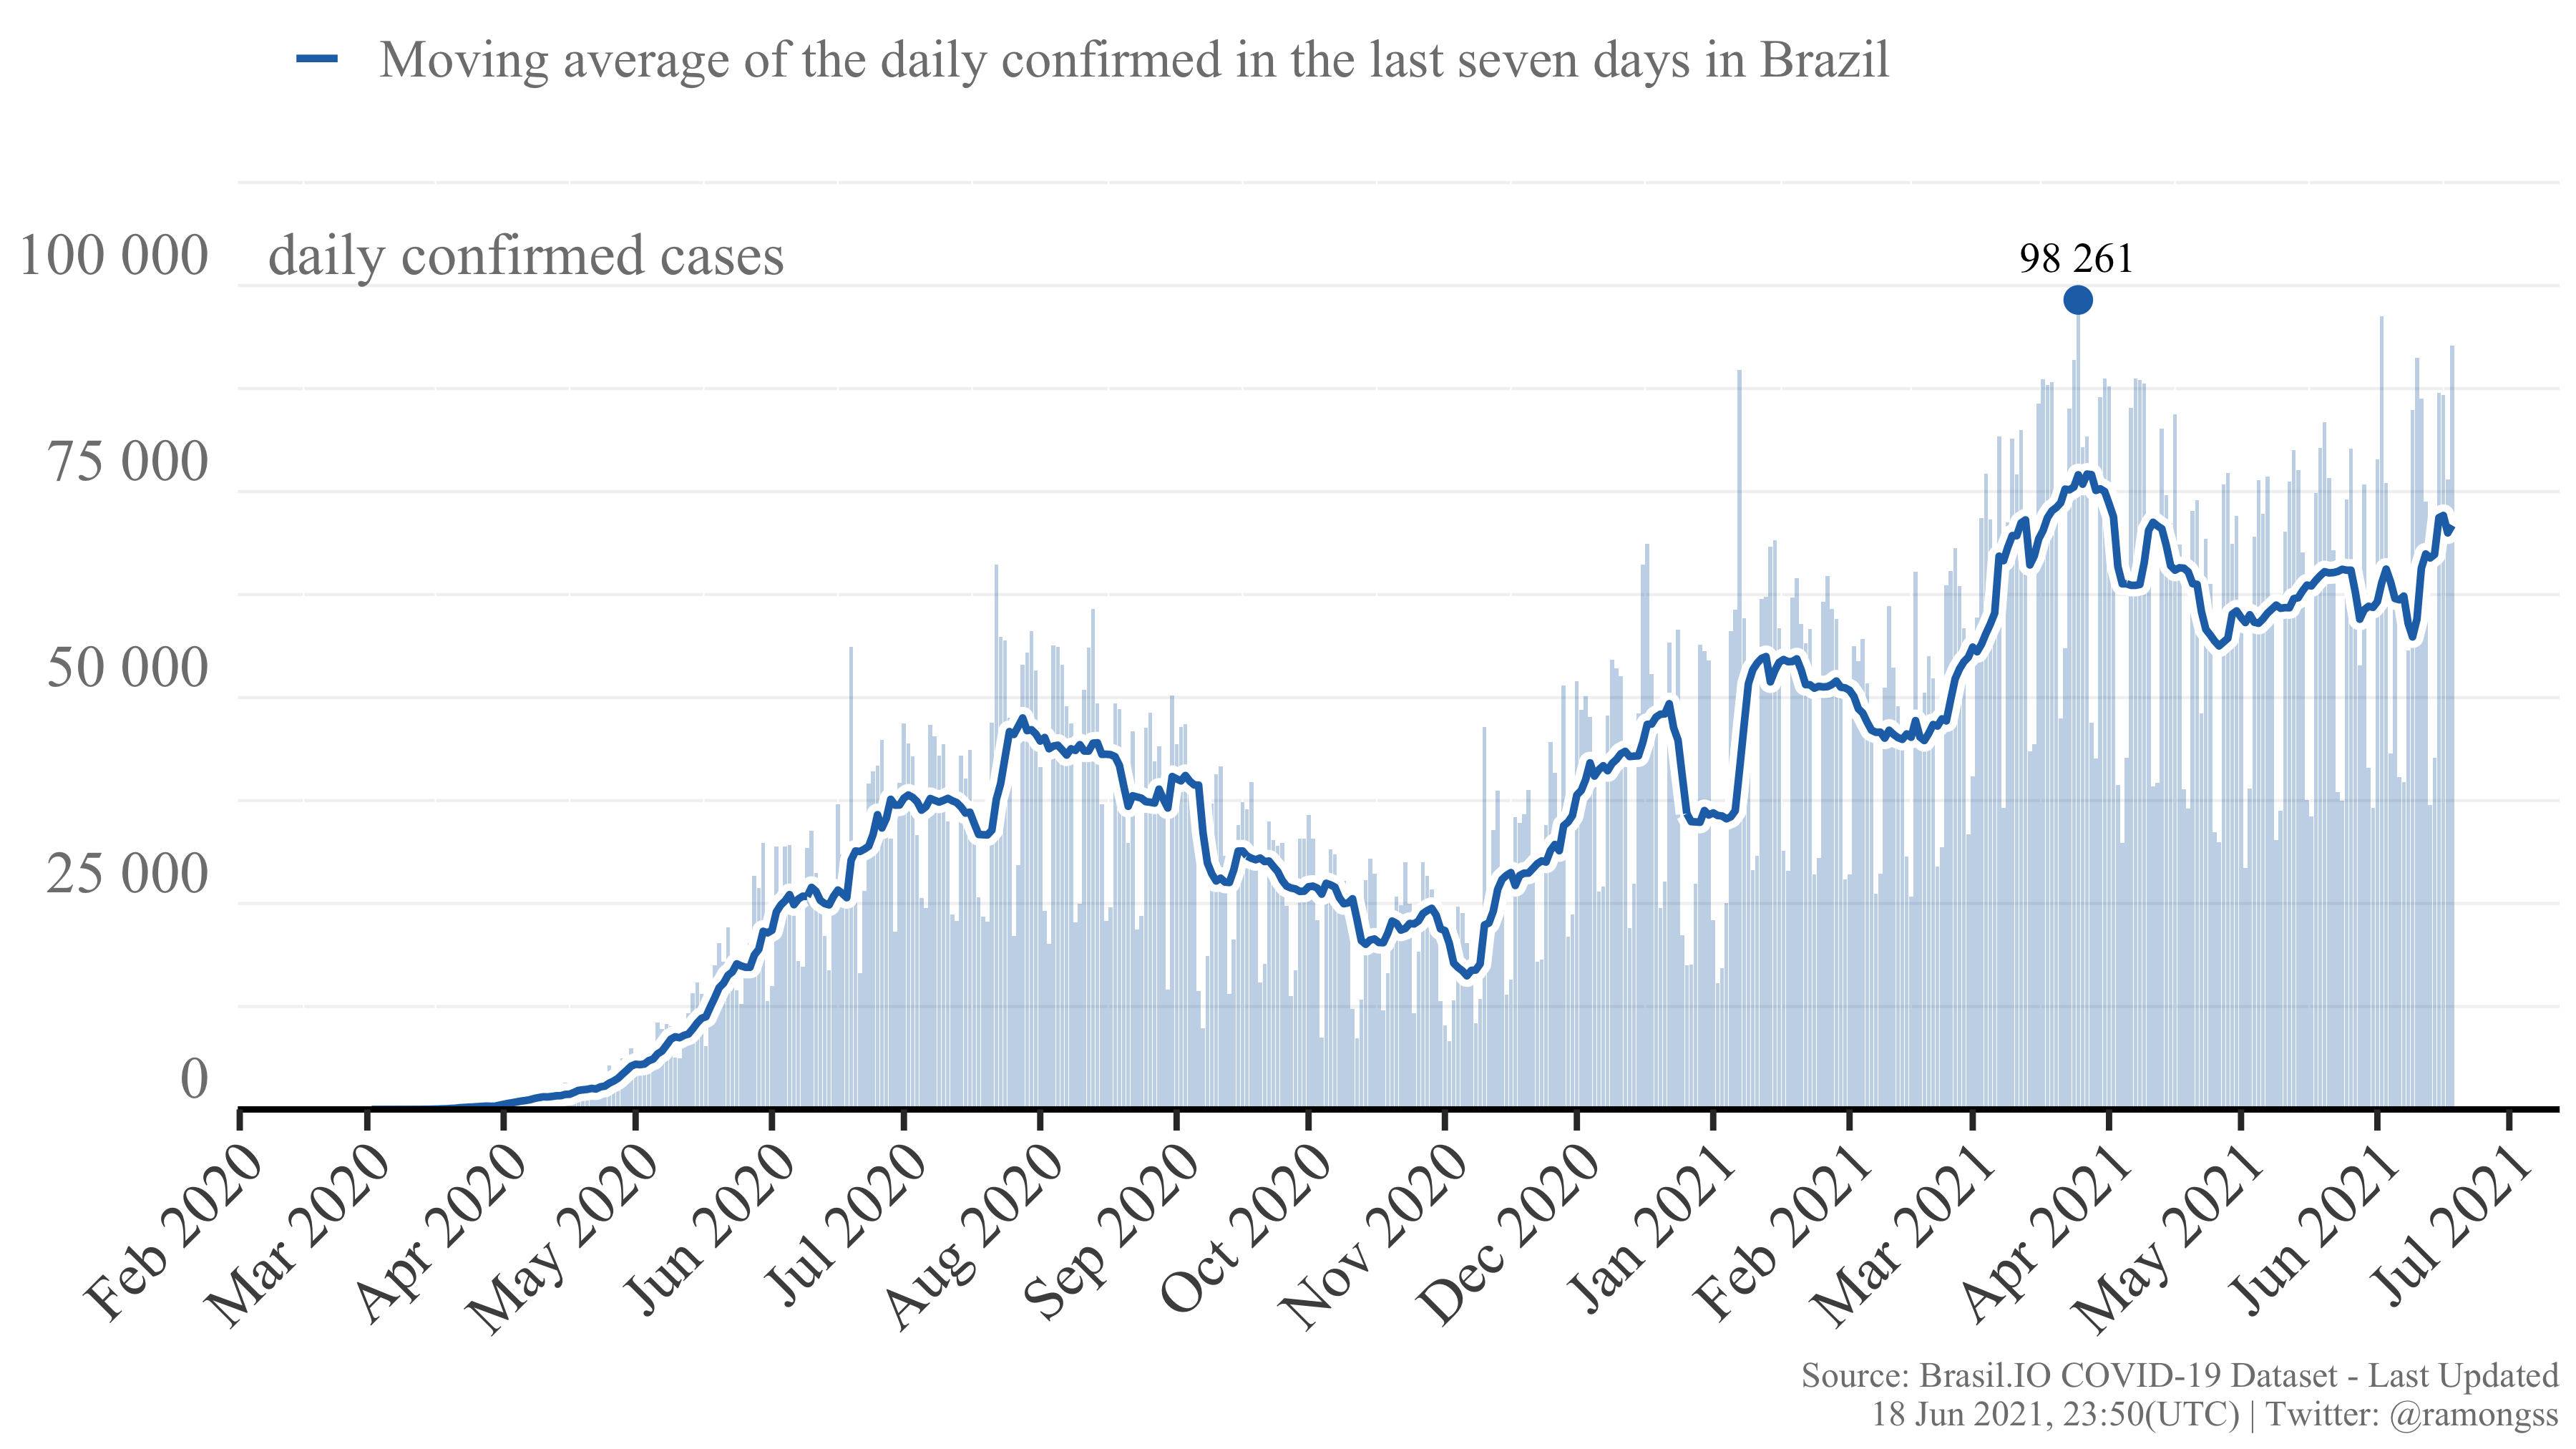 Moving average of the daily confirmed in the last seven days in Brazil
100 000
daily confirmed cases
98 261
75 000
50 000
25 000
0
Feb 2020
Mar 2020
Apr 2020
May 2020
Jun 2020
Jul 2020
Aug 2020
Sep 2020
Oct 2020
Nov 2020
Dec 2020
Jan 2021
Feb 2021
Mar 2021
Apr 2021
May 2021
Jun 2021
Jul 2021
Source: Brasil.IO COVID-19 Dataset - Last Updated
18 Jun 2021, 23:50(UTC) | Twitter: @ramongss